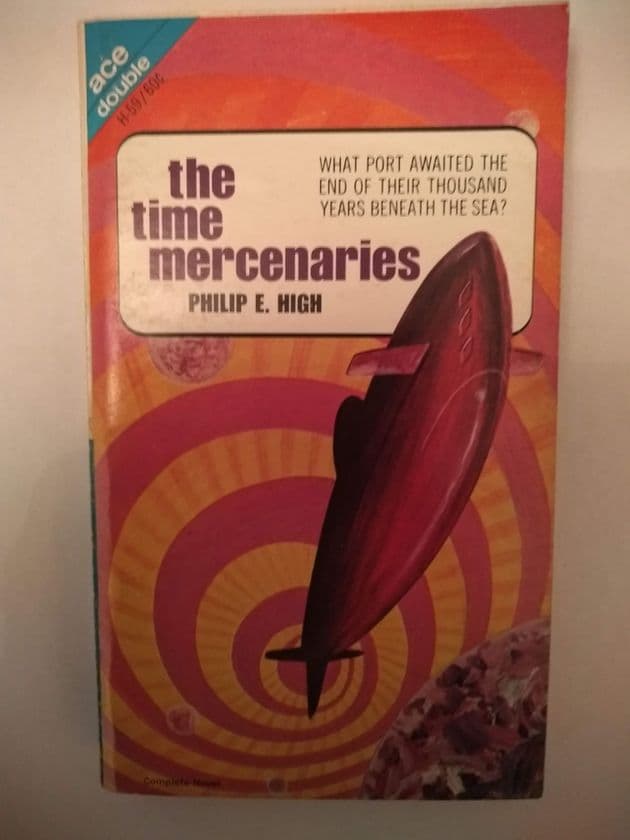 ace
double
H-59/60¢
the
time
mercenaries
PHILIP E. HIGH
WHAT PORT AWAITED THE
END OF THEIR THOUSAND
YEARS BENEATH THE SEA?
Complete Novel